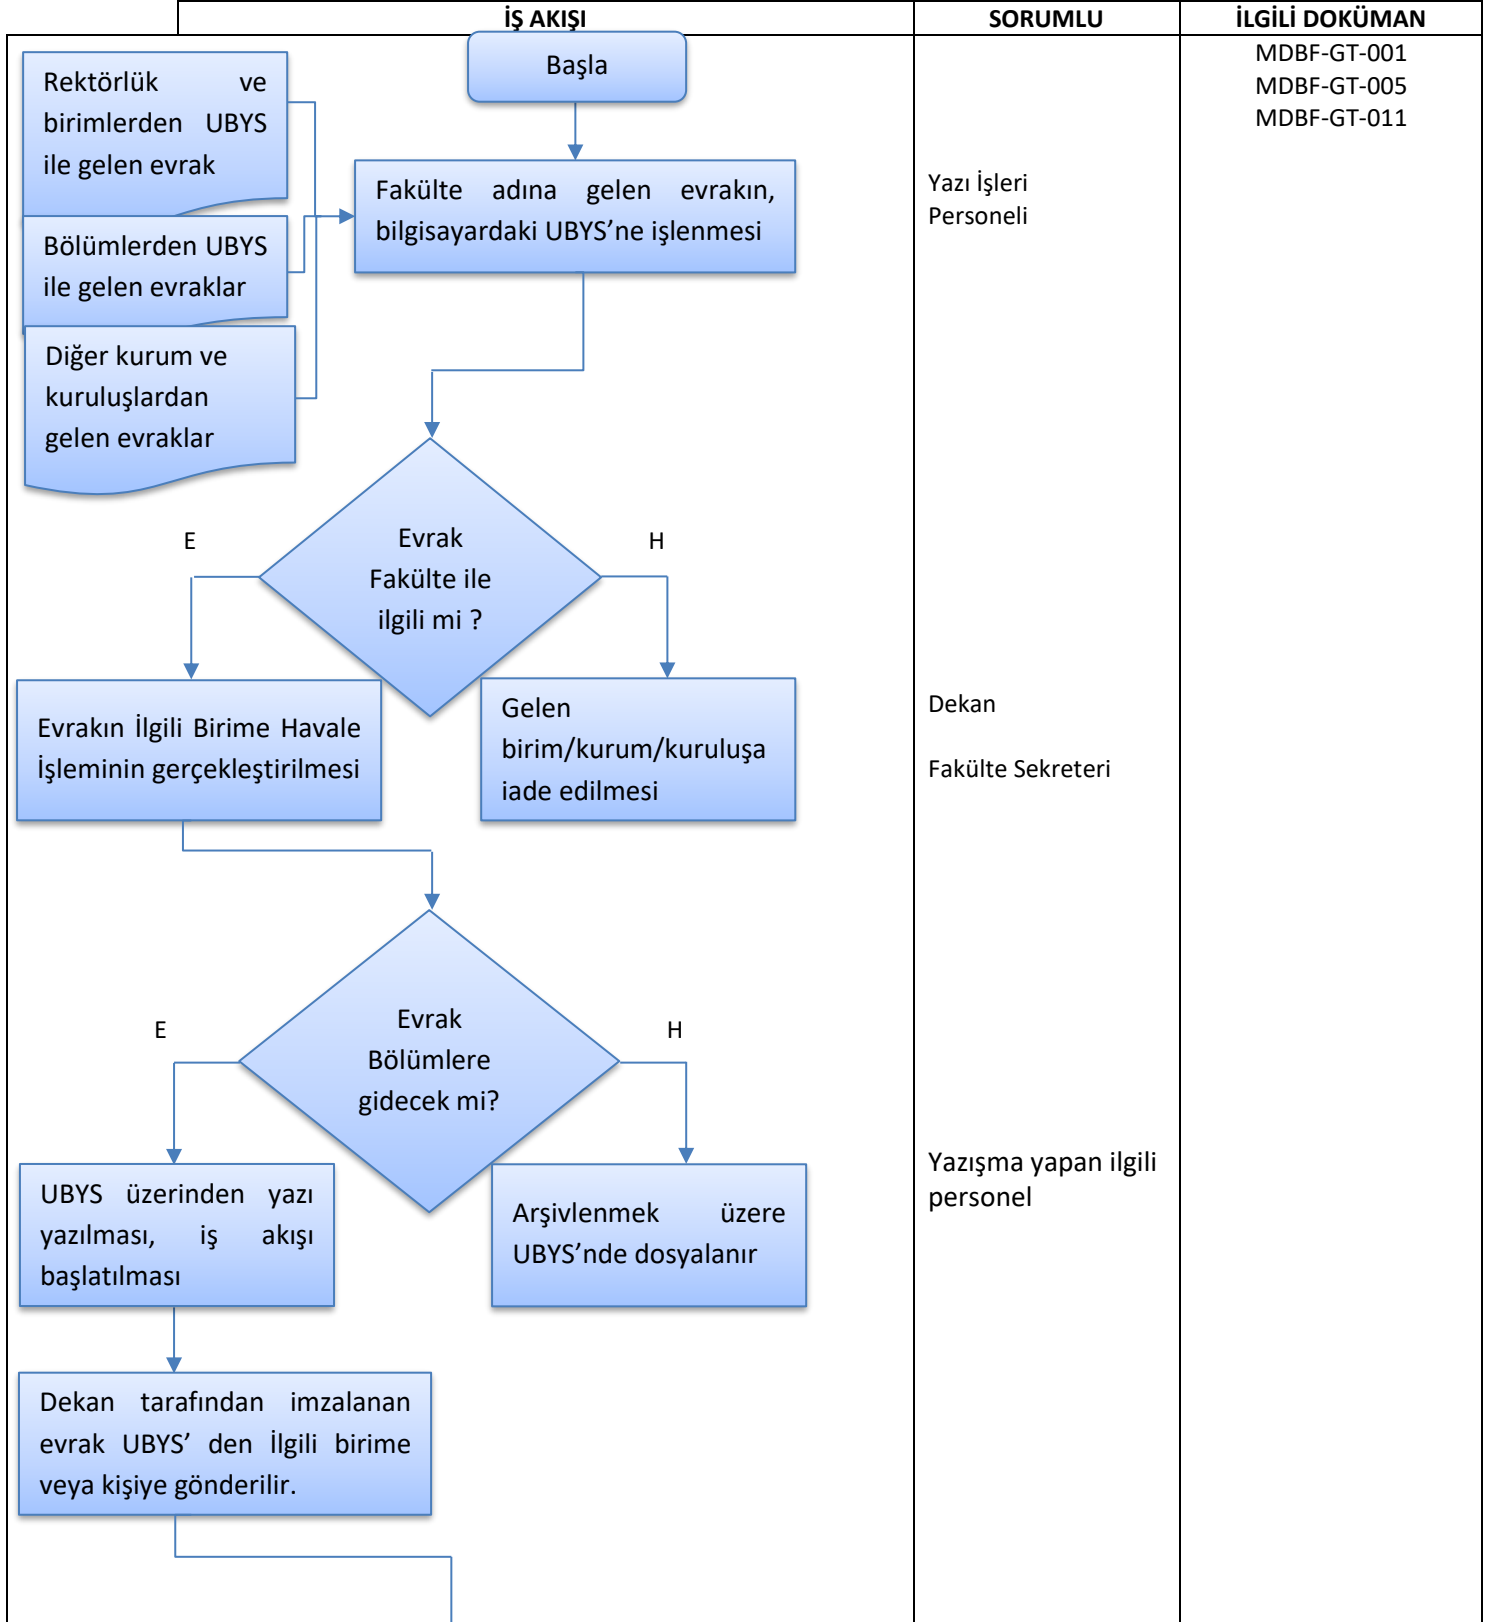 İŞ AKIŞI
SORUMLU
İLGİLİ DOKÜMAN
Başla
MDBF-GT-001
MDBF-GT-005
MDBF-GT-011
Rektörlük ve
birimlerden UBYS
ile gelen evrak
Fakülte adına gelen evrakın,
bilgisayardaki UBYS’ne işlenmesi
Yazı İşleri
Personeli
Bölümlerden UBYS
ile gelen evraklar
Diğer kurum ve
kuruluşlardan
gelen evraklar
E
Evrak
Fakülte ile
ilgili mi ?
H
Evrakın İlgili Birime Havale
İşleminin gerçekleştirilmesi
Gelen
birim/kurum/kuruluşa
iade edilmesi
Dekan
Fakülte Sekreteri
E
Evrak
Bölümlere
gidecek mi?
H
UBYS üzerinden yazı
yazılması, iş akışı
başlatılması
Arşivlenmek üzere
UBYS’nde dosyalanır
Yazışma yapan ilgili
personel
Dekan tarafından imzalanan
evrak UBYS’ den İlgili birime
veya kişiye gönderilir.